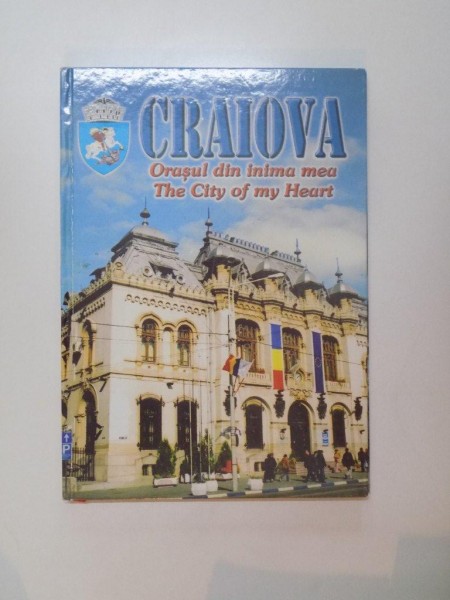 CRAIOVA
Orașul din inima mea
The City of my Heart
P